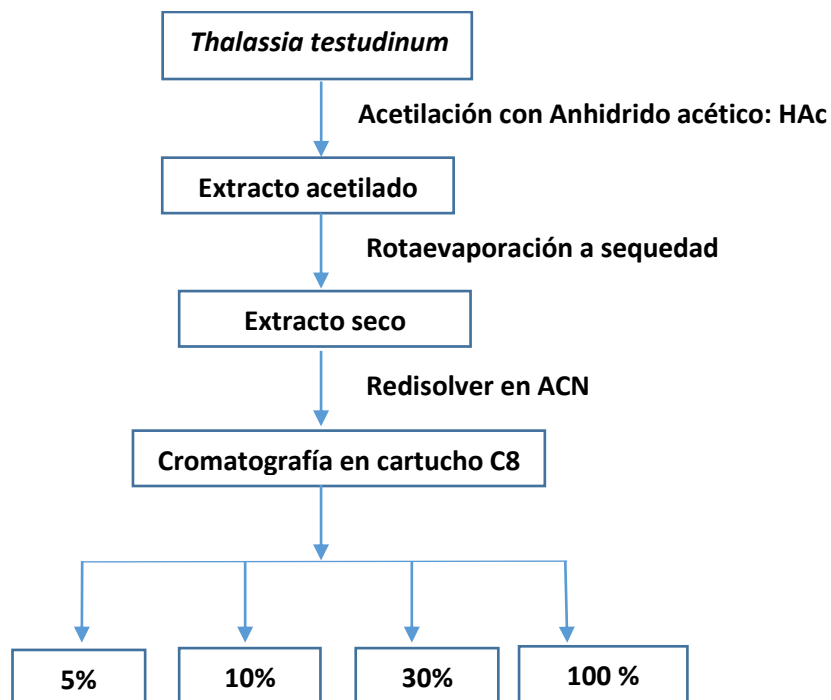 Thalassia testudinum
Acetilación con Anhidrido acético: HAc
Extracto acetilado
Rotaevaporación a sequedad
Extracto seco
Redisolver en ACN
Cromatografía en cartucho C8
5%
10%
30%
100 %